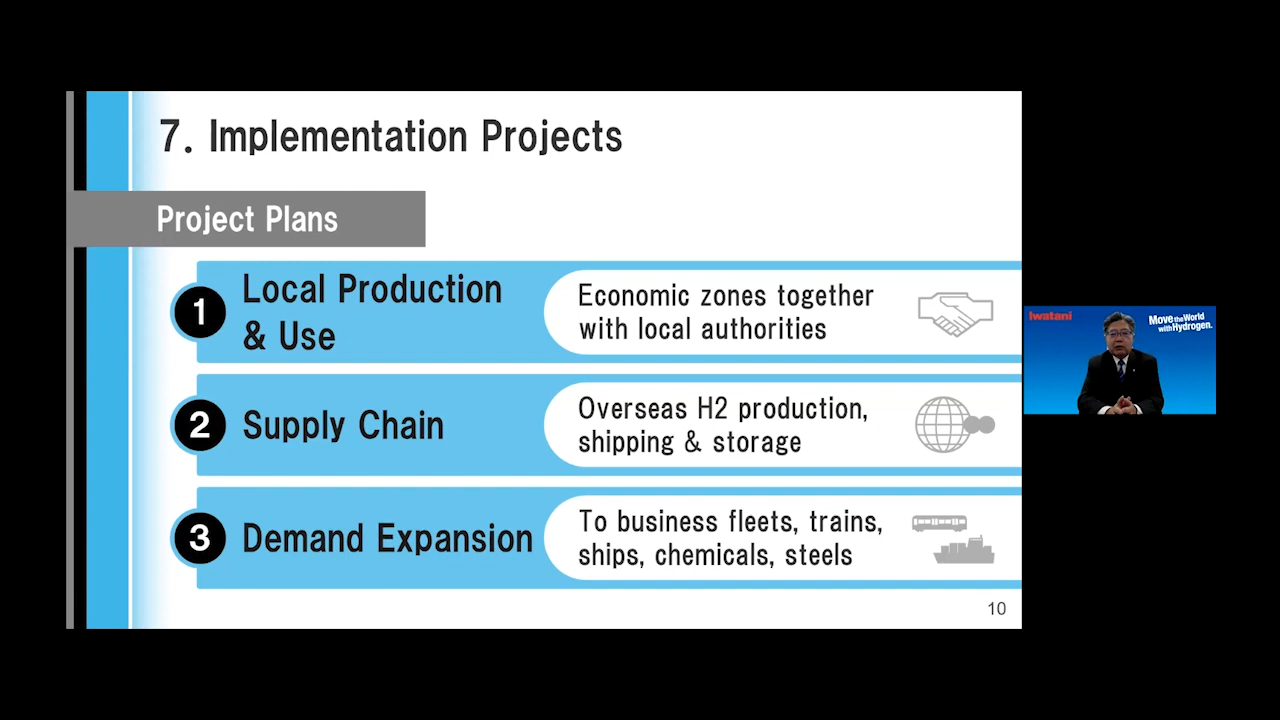 7. Implementation Projects
Project Plans
1
Local Production
& Use
Economic zones together
with local authorities
2
Supply Chain
Overseas H2 production,
shipping & storage
3
Demand Expansion
To business fleets, trains,
ships, chemicals, steels
10
Iwatani
Move the World
with Hydrogen.